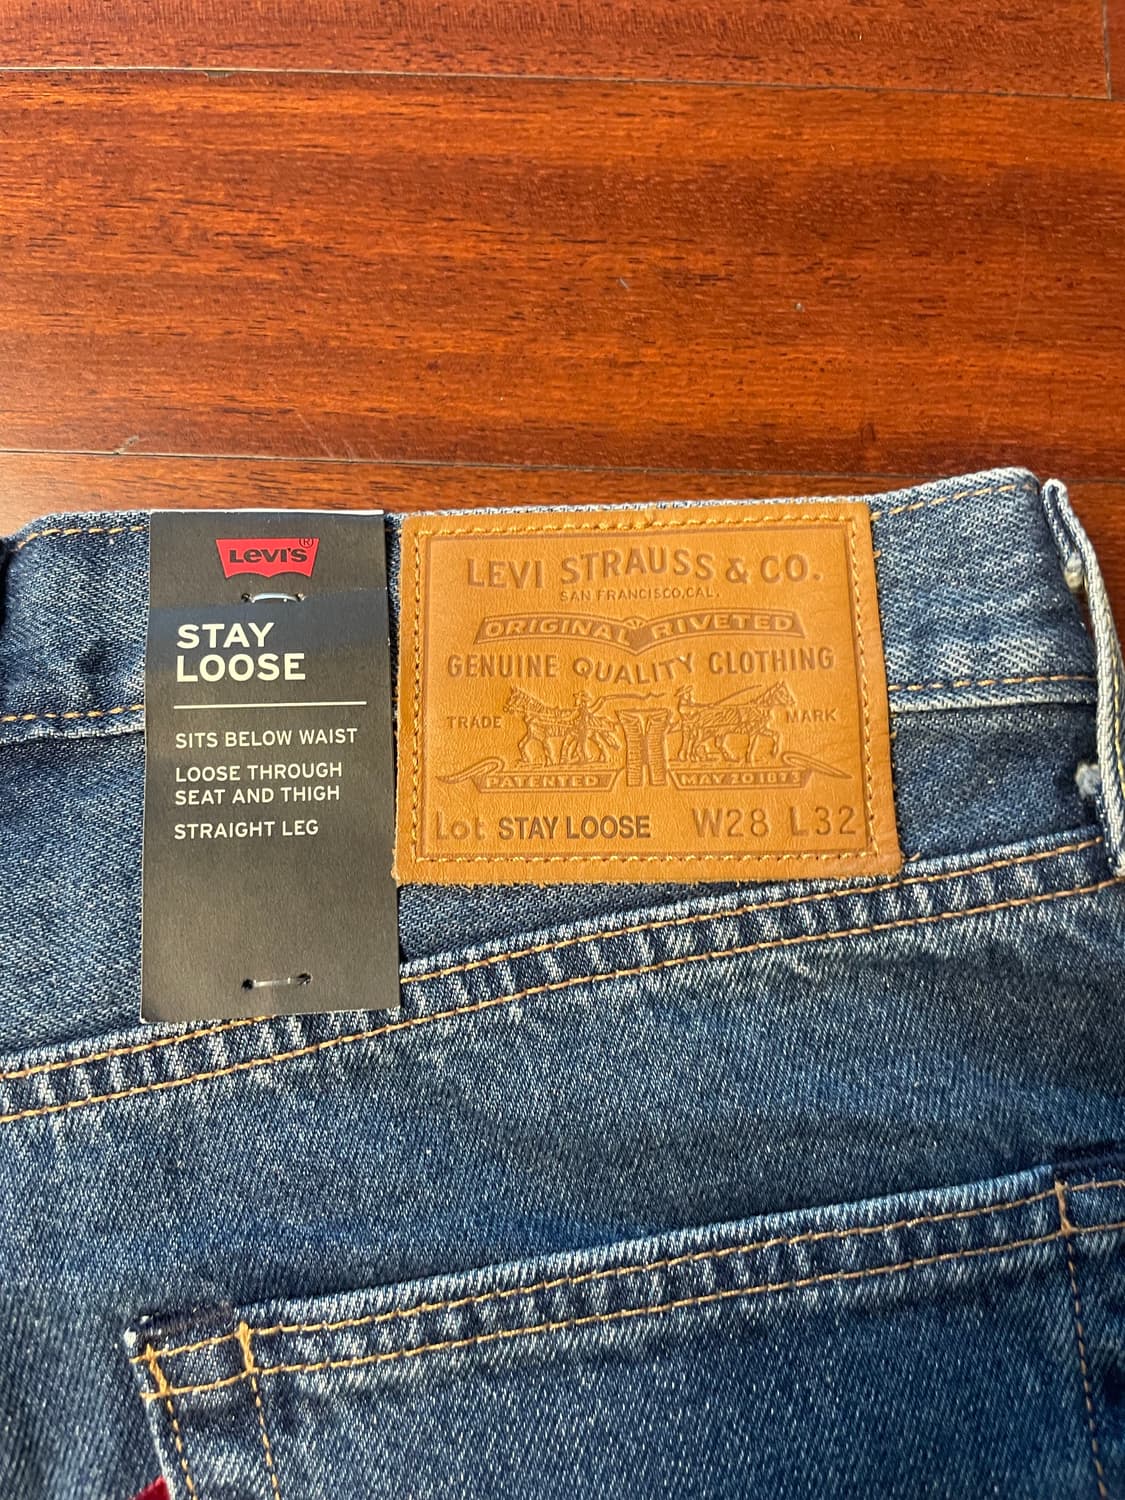 Levi's®
STAY
LOOSE
SITS BELOW WAIST
LOOSE THROUGH
SEAT AND THIGH
STRAIGHT LEG
LEVI STRAUSS & CO.
SAN FRANCISCO, CAL.
ORIGINAL RIVETED
GENUINE QUALITY CLOTHING
TRADE MARK
PATENTED MAY 20 1873
Lot STAY LOOSE W28 L32